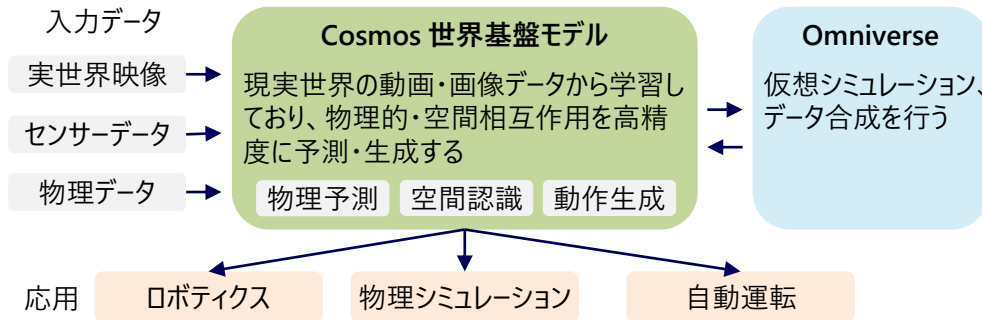 入力データ
実世界映像
センサーデータ
物理データ
Cosmos 世界基盤モデル
現実世界の動画・画像データから学習し
ており、物理的・空間相互作用を高精
度に予測・生成する
物理予測
空間認識
動作生成
Omniverse
仮想シミュレーション、
データ合成を行う
応用
ロボティクス
物理シミュレーション
自動運転